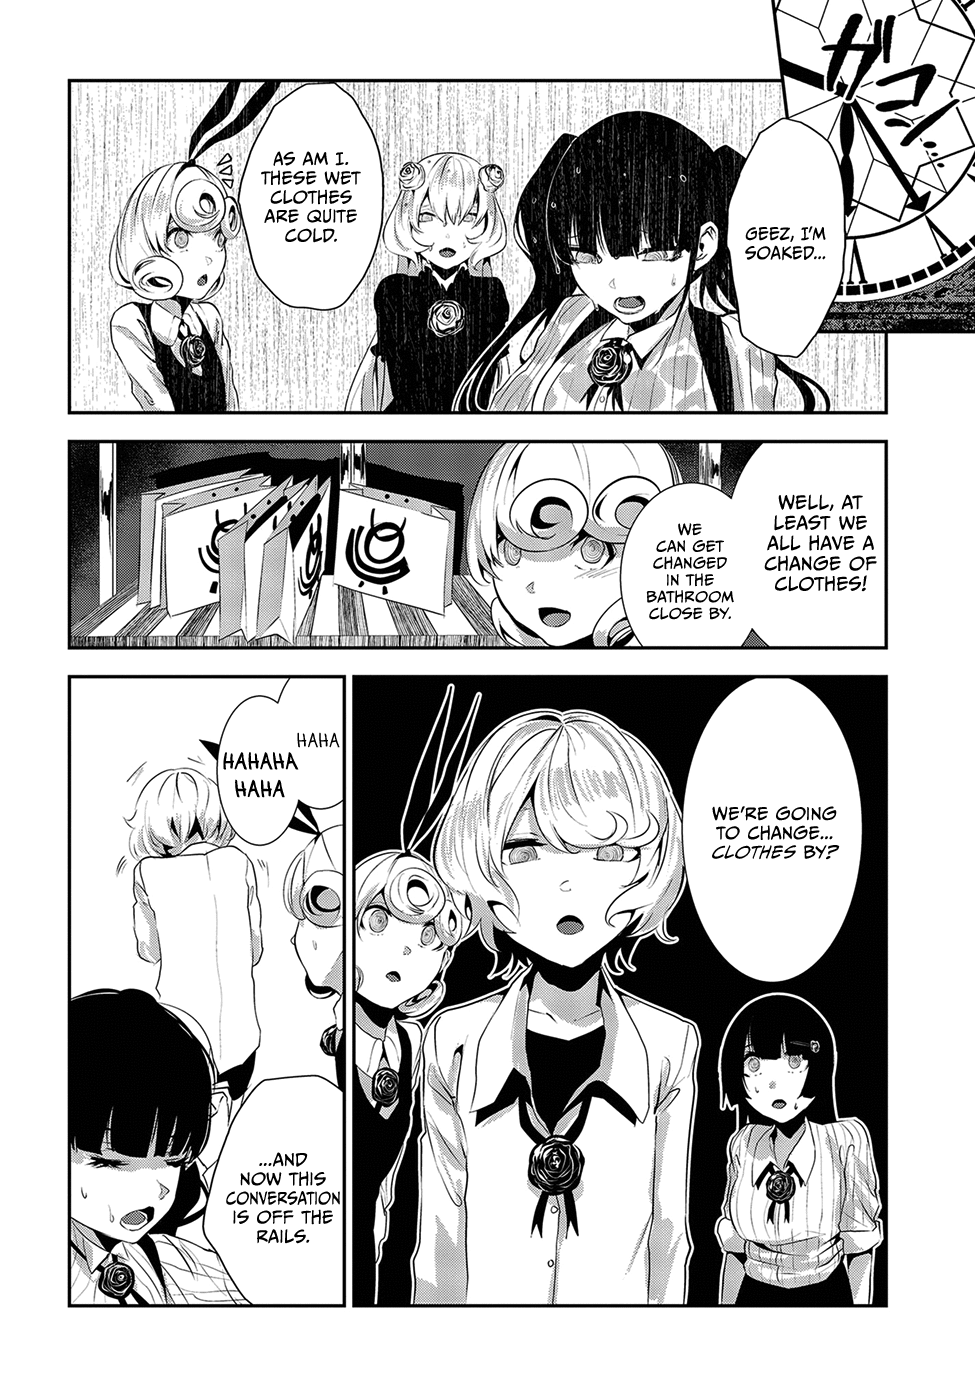 ガコン
GEEZ, I'M
SOAKED...
AS AM I.
THESE WET
CLOTHES
ARE QUITE
COLD.
WELL, AT
LEAST WE
ALL HAVE A
CHANGE OF
CLOTHES!
WE
CAN GET
CHANGED
IN THE
BATHROOM
CLOSE BY.
WE'RE GOING
TO CHANGE...
CLOTHES BY?
HAHA
HAHAHA
HAHA
...AND
NOW THIS
CONVERSATION
IS OFF THE
RAILS.